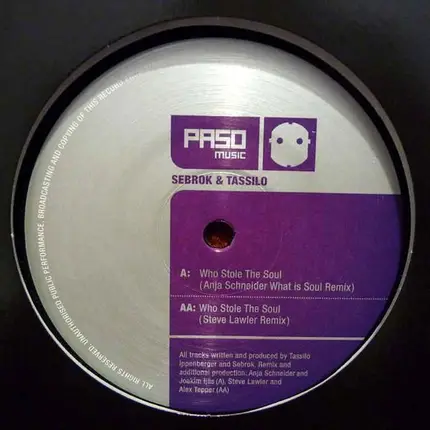 PASO
MUSIC
SEBROK & TASSILO
A: Who Stole The Soul
(Anja Schneider What is Soul Remix)
AA: Who Stole The Soul
(Steve Lawler Remix)
All tracks written and produced by Tassilo
Ippenberger and Sebrok, Remix and
additional production: Anja Schneider and
Joakim Ijäs (A), Steve Lawler and
Alex Tepper (AA)
ALL RIGHTS RESERVED. UNAUTHORISED PUBLIC PERFORMANCE, BROADCASTING AND COPYING OF THIS RECORD